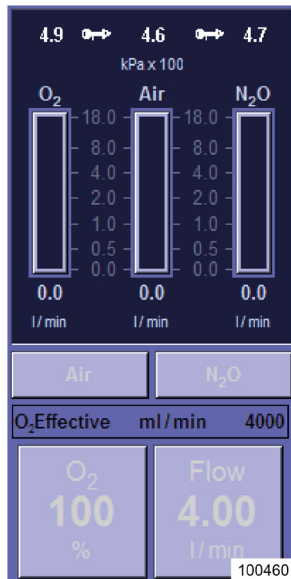 4.9 4.6 4.7
kPa x 100
O₂ Air N₂O
18.0 18.0
8.0 8.0
4.0 4.0
2.0 2.0
1.0 1.0
0.5 0.5
0.0 0.0
0.0 0.0 0.0
l/min l/min l/min
Air N₂O
O₂Effective ml/min 4000
O₂ Flow
100 4.00
% l/min
100460